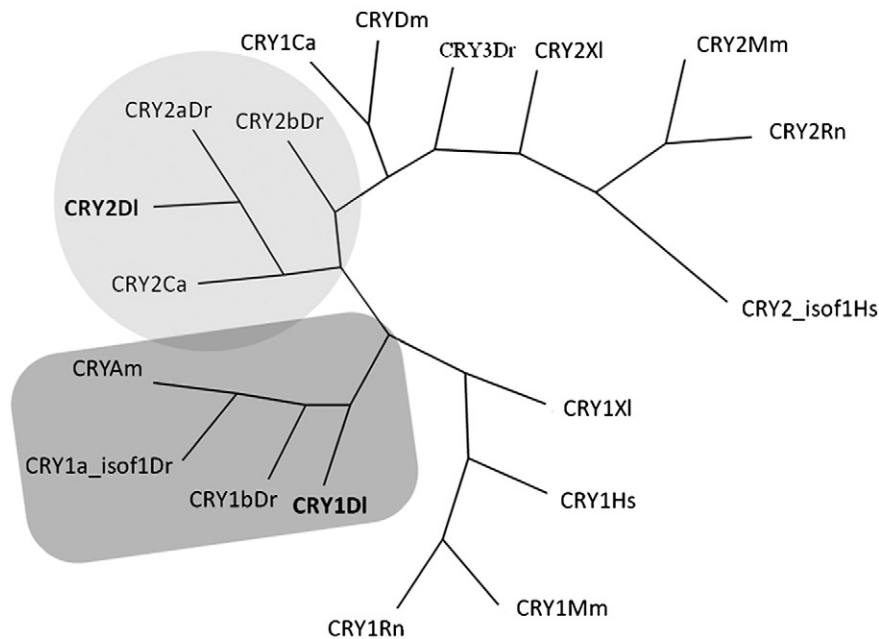 CRYDm
CRY1Ca
CRY3Dr
CRY2Xl
CRY2Mm
CRY2aDr
CRY2bDr
CRY2Rn
CRY2Dl
CRY2Ca
CRY2_isof1Hs
CRYAm
CRY1Xl
CRY1a_isof1Dr
CRY1bDr
CRY1Dl
CRY1Hs
CRY1Mm
CRY1Rn